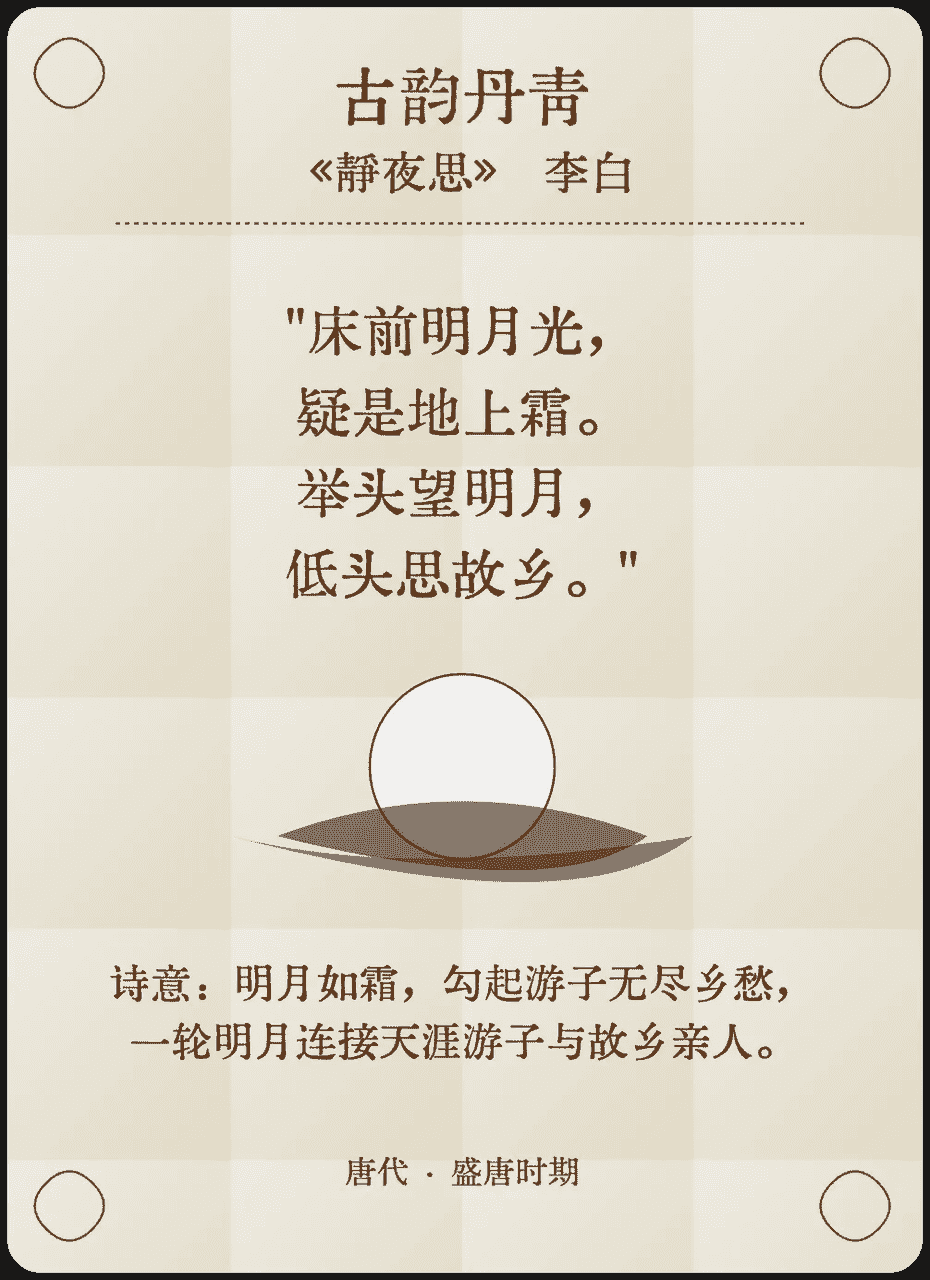 古韵丹青
《靜夜思》 李白
"床前明月光，
疑是地上霜。
举头望明月，
低头思故乡。"
诗意：明月如霜，勾起游子无尽乡愁，
一轮明月连接天涯游子与故乡亲人。
唐代 · 盛唐时期